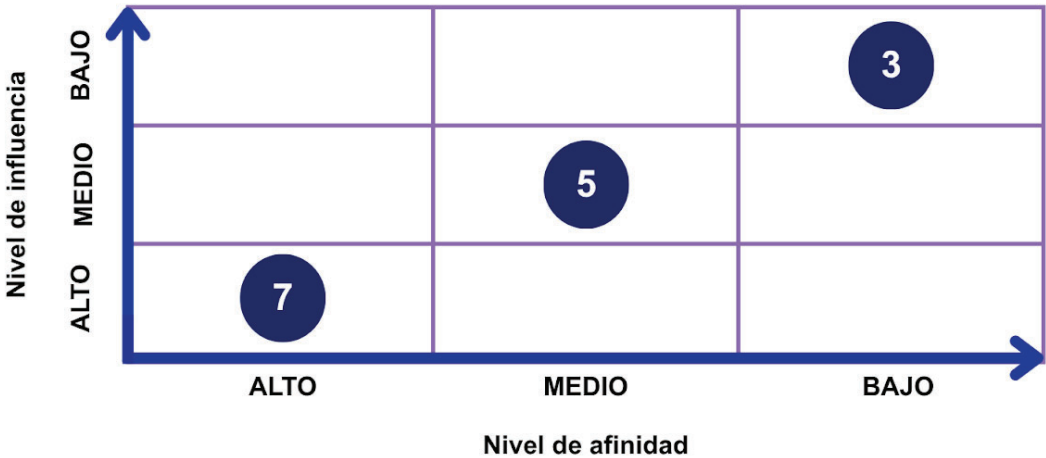 Nivel de influencia
BAJO
3
MEDIO
5
ALTO
7
ALTO MEDIO BAJO
Nivel de afinidad